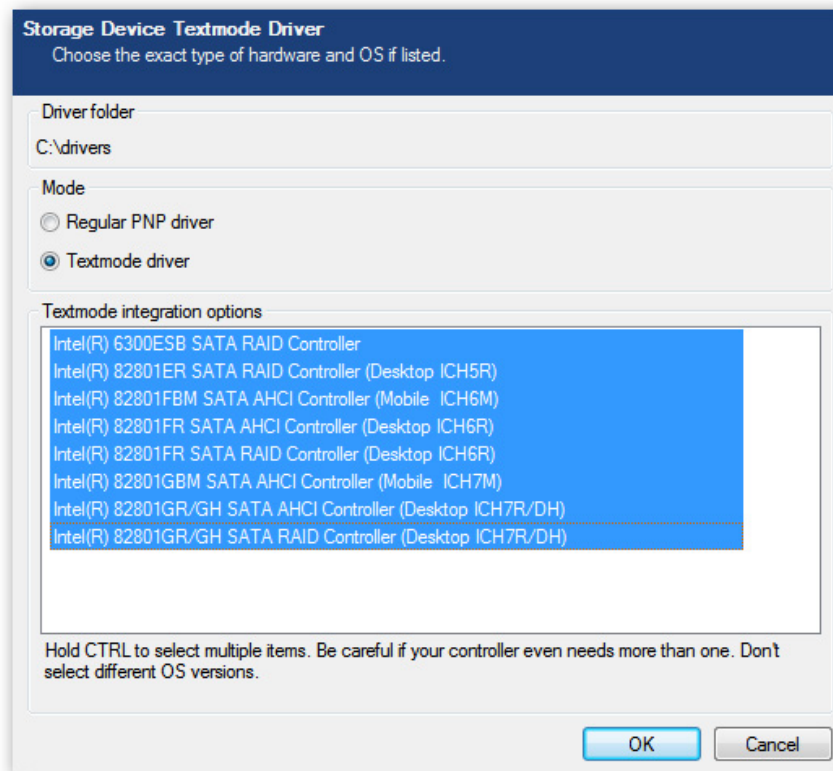 Storage Device Textmode Driver
Choose the exact type of hardware and OS if listed.
Driver folder
C:\drivers
Mode
Regular PNP driver
Textmode driver
Textmode integration options
Intel(R) 6300ESB SATA RAID Controller
Intel(R) 82801ER SATA RAID Controller (Desktop ICH5R)
Intel(R) 82801FBM SATA AHCI Controller (Mobile  ICH6M)
Intel(R) 82801FR SATA AHCI Controller (Desktop ICH6R)
Intel(R) 82801FR SATA RAID Controller (Desktop ICH6R)
Intel(R) 82801GBM SATA AHCI Controller (Mobile  ICH7M)
Intel(R) 82801GR/GH SATA AHCI Controller (Desktop ICH7R/DH)
Intel(R) 82801GR/GH SATA RAID Controller (Desktop ICH7R/DH)
Hold CTRL to select multiple items. Be careful if your controller even needs more than one. Don't
select different OS versions.
OK
Cancel